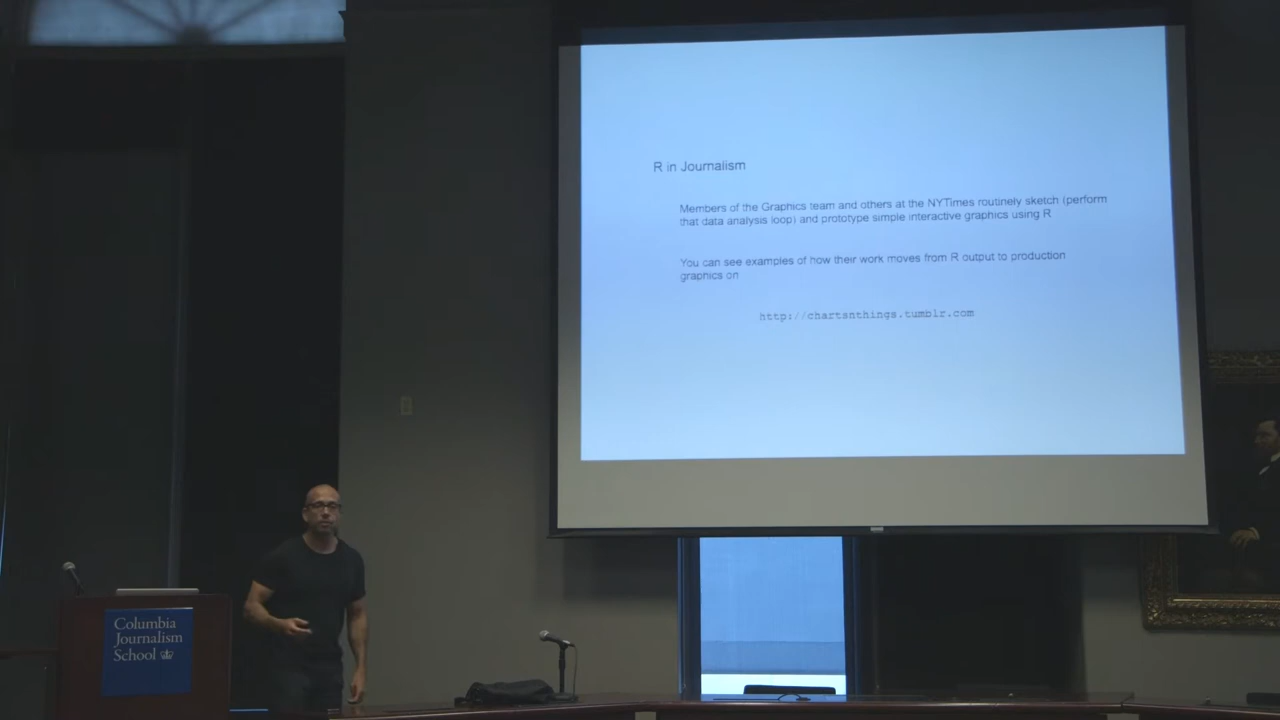 R in Journalism
Members of the Graphics team and others at the NYTimes routinely sketch (perform
that data analysis loop) and prototype simple interactive graphics using R
You can see examples of how their work moves from R output to production
graphics on
http://chartsnthings.tumblr.com
Columbia
Journalism
School